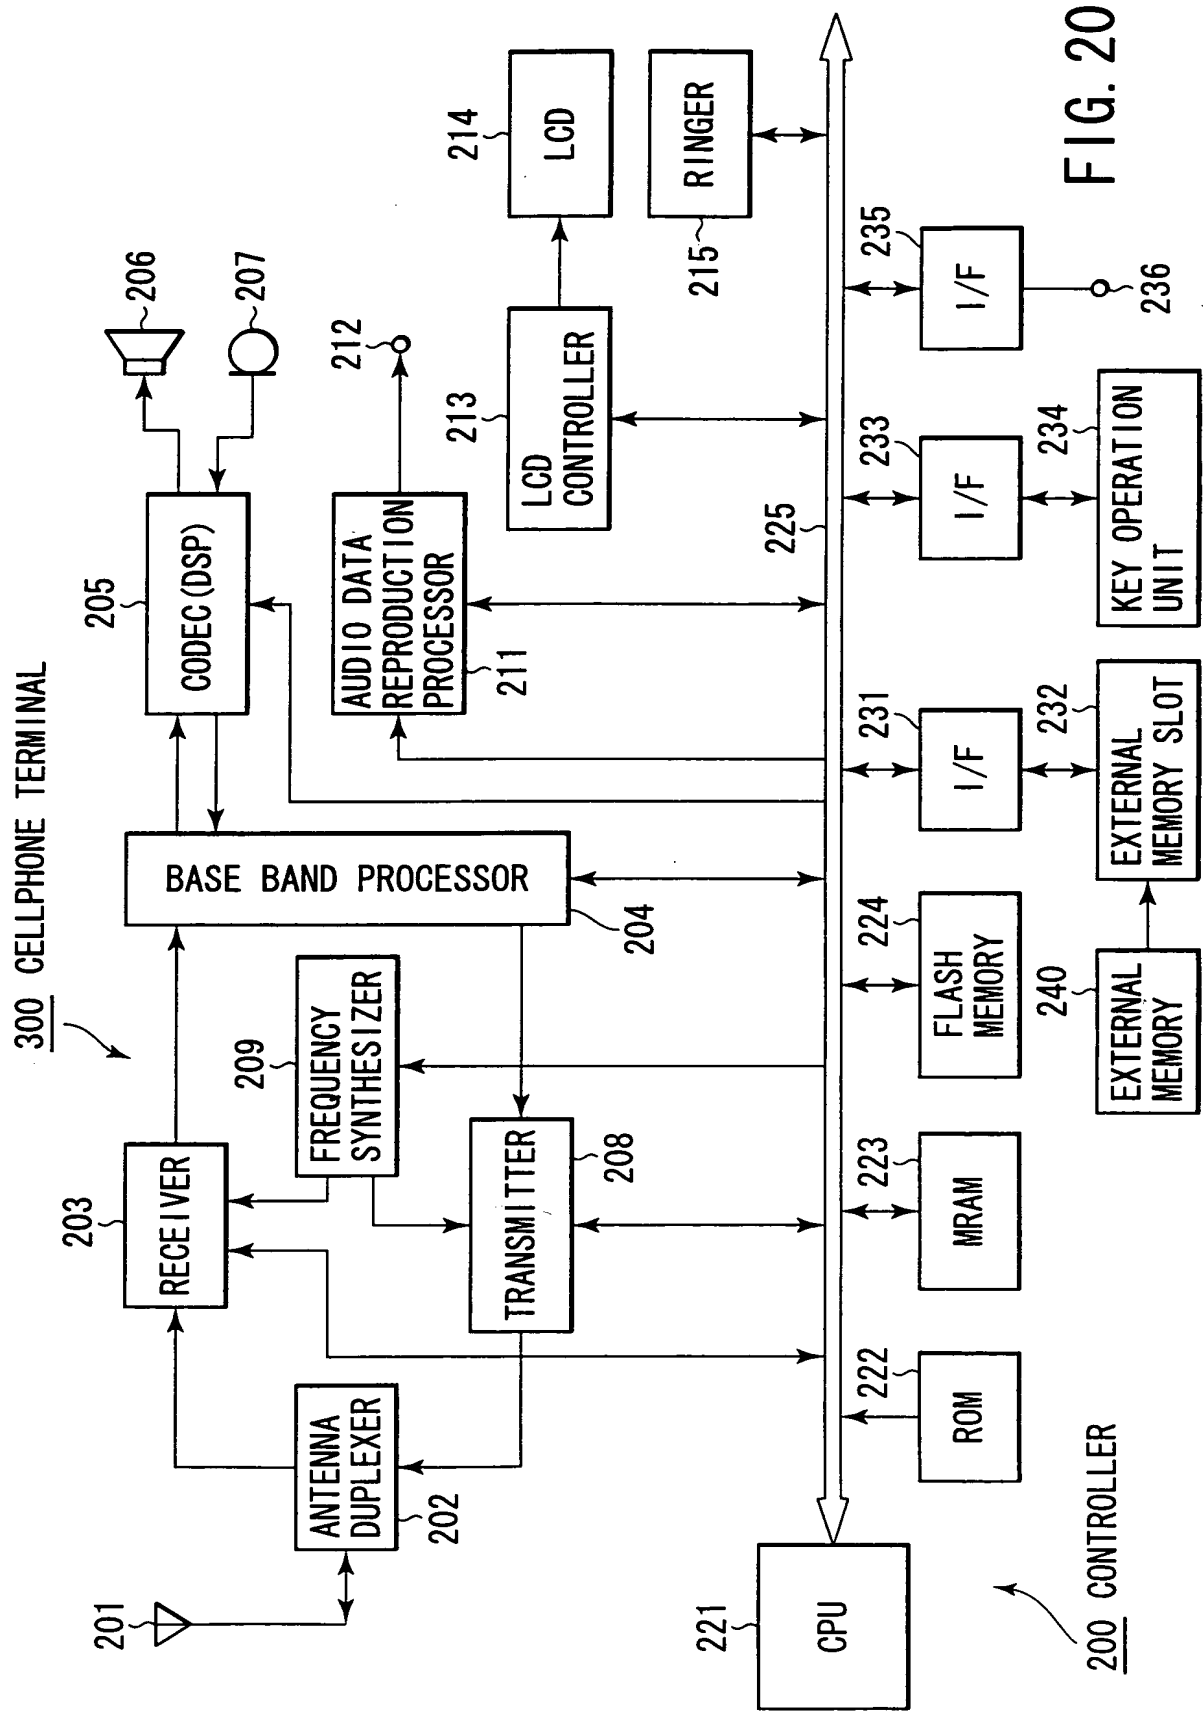 300 CELLPHONE TERMINAL
201
ANTENNA
DUPLEXER
202
203
RECEIVER
209
FREQUENCY
SYNTHESIZER
TRANSMITTER
208
BASE BAND PROCESSOR
204
205
CODEC(DSP)
206
207
AUDIO DATA
REPRODUCTION
PROCESSOR
211
212
213
LCD
CONTROLLER
214
LCD
RINGER
215
225
221
CPU
222
ROM
223
MRAM
224
FLASH
MEMORY
231
I/F
232
EXTERNAL
MEMORY SLOT
240
EXTERNAL
MEMORY
233
I/F
234
KEY OPERATION
UNIT
235
I/F
236
200 CONTROLLER
FIG. 20